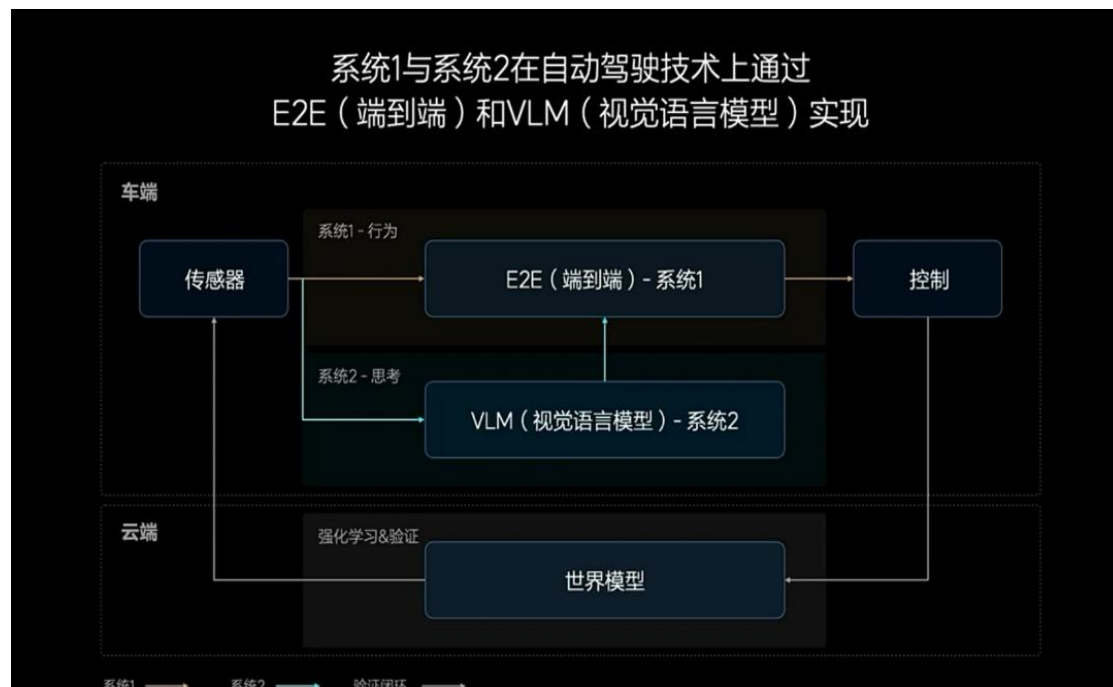 系统1与系统2在自动驾驶技术上通过
E2E（端到端）和VLM（视觉语言模型）实现
车端
系统1 - 行为
传感器
E2E（端到端）- 系统1
控制
系统2 - 思考
VLM（视觉语言模型）- 系统2
云端
强化学习&验证
世界模型
系统1
系统2
验证闭环